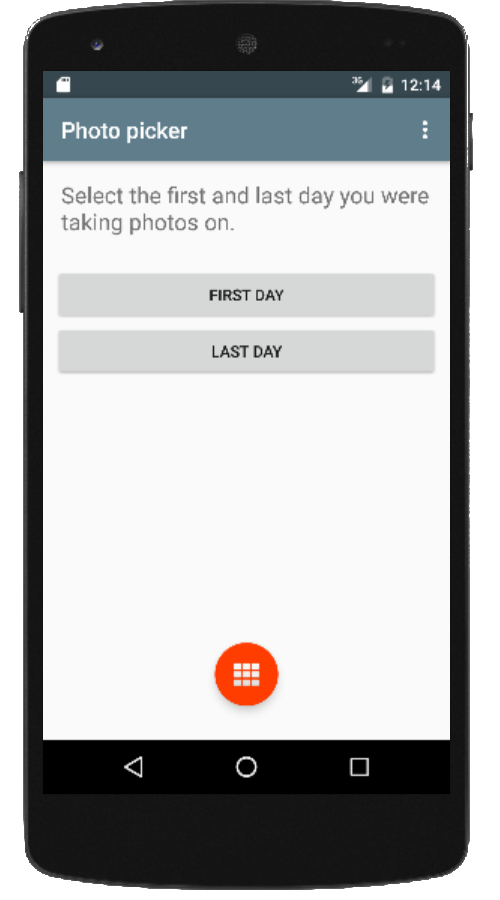 3G 12:14
Photo picker
Select the first and last day you were
taking photos on.
FIRST DAY
LAST DAY